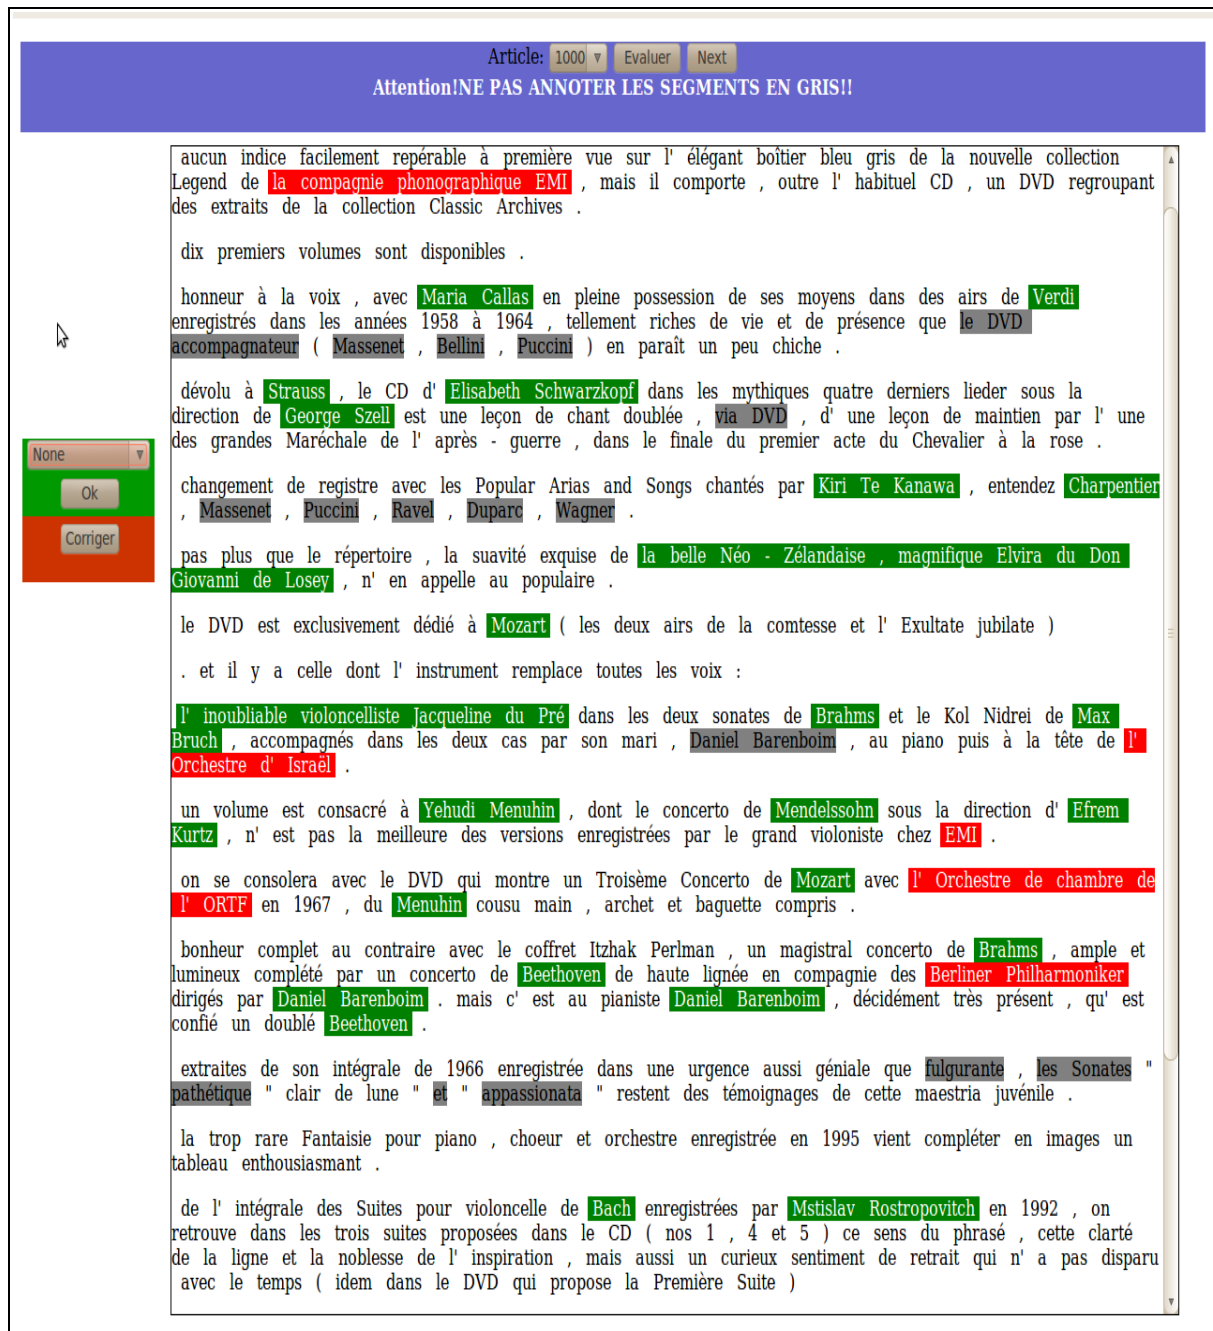 Article: 1000 Evaluer Next
Attention!NE PAS ANNOTER LES SEGMENTS EN GRIS!!
aucun indice facilement repérable à première vue sur l' élégant boîtier bleu gris de la nouvelle collection
Legend de la compagnie phonographique EMI , mais il comporte , outre l' habituel CD , un DVD regroupant
des extraits de la collection Classic Archives .
dix premiers volumes sont disponibles .
honneur à la voix , avec Maria Callas en pleine possession de ses moyens dans des airs de Verdi
enregistrés dans les années 1958 à 1964 , tellement riches de vie et de présence que le DVD
accompagnateur ( Massenet , Bellini , Puccini ) en paraît un peu chiche .
dévolu à Strauss , le CD d' Elisabeth Schwarzkopf dans les mythiques quatre derniers lieder sous la
direction de George Szell est une leçon de chant doublée , via DVD , d' une leçon de maintien par l' une
des grandes Maréchale de l' après - guerre , dans le finale du premier acte du Chevalier à la rose .
None
Ok
Corriger
changement de registre avec les Popular Arias and Songs chantés par Kiri Te Kanawa , entendez Charpentier
, Massenet , Puccini , Ravel , Duparc , Wagner .
pas plus que le répertoire , la suavité exquise de la belle Néo - Zélandaise , magnifique Elvira du Don
Giovanni de Losey , n' en appelle au populaire .
le DVD est exclusivement dédié à Mozart ( les deux airs de la comtesse et l' Exultate jubilate )
. et il y a celle dont l' instrument remplace toutes les voix :
l' inoubliable violoncelliste Jacqueline du Pré dans les deux sonates de Brahms et le Kol Nidrei de Max
Bruch , accompagnés dans les deux cas par son mari , Daniel Barenboim , au piano puis à la tête de l'
Orchestre d' Israël .
un volume est consacré à Yehudi Menuhin , dont le concerto de Mendelssohn sous la direction d' Efrem
Kurtz , n' est pas la meilleure des versions enregistrées par le grand violoniste chez EMI .
on se consolera avec le DVD qui montre un Troisème Concerto de Mozart avec l' Orchestre de chambre de
l' ORTF en 1967 , du Menuhin cousu main , archet et baguette compris .
bonheur complet au contraire avec le coffret Itzhak Perlman , un magistral concerto de Brahms , ample et
lumineux complété par un concerto de Beethoven de haute lignée en compagnie des Berliner Philharmoniker
dirigés par Daniel Barenboim . mais c' est au pianiste Daniel Barenboim , décidément très présent , qu' est
confié un doublé Beethoven .
extraites de son intégrale de 1966 enregistrée dans une urgence aussi géniale que fulgurante , les Sonates "
pathétique " clair de lune " et " appassionata " restent des témoignages de cette maestria juvénile .
la trop rare Fantaisie pour piano , choeur et orchestre enregistrée en 1995 vient compléter en images un
tableau enthousiasmant .
de l' intégrale des Suites pour violoncelle de Bach enregistrées par Mstislav Rostropovitch en 1992 , on
retrouve dans les trois suites proposées dans le CD ( nos 1 , 4 et 5 ) ce sens du phrasé , cette clarté
de la ligne et la noblesse de l' inspiration , mais aussi un curieux sentiment de retrait qui n' a pas disparu
avec le temps ( idem dans le DVD qui propose la Première Suite )